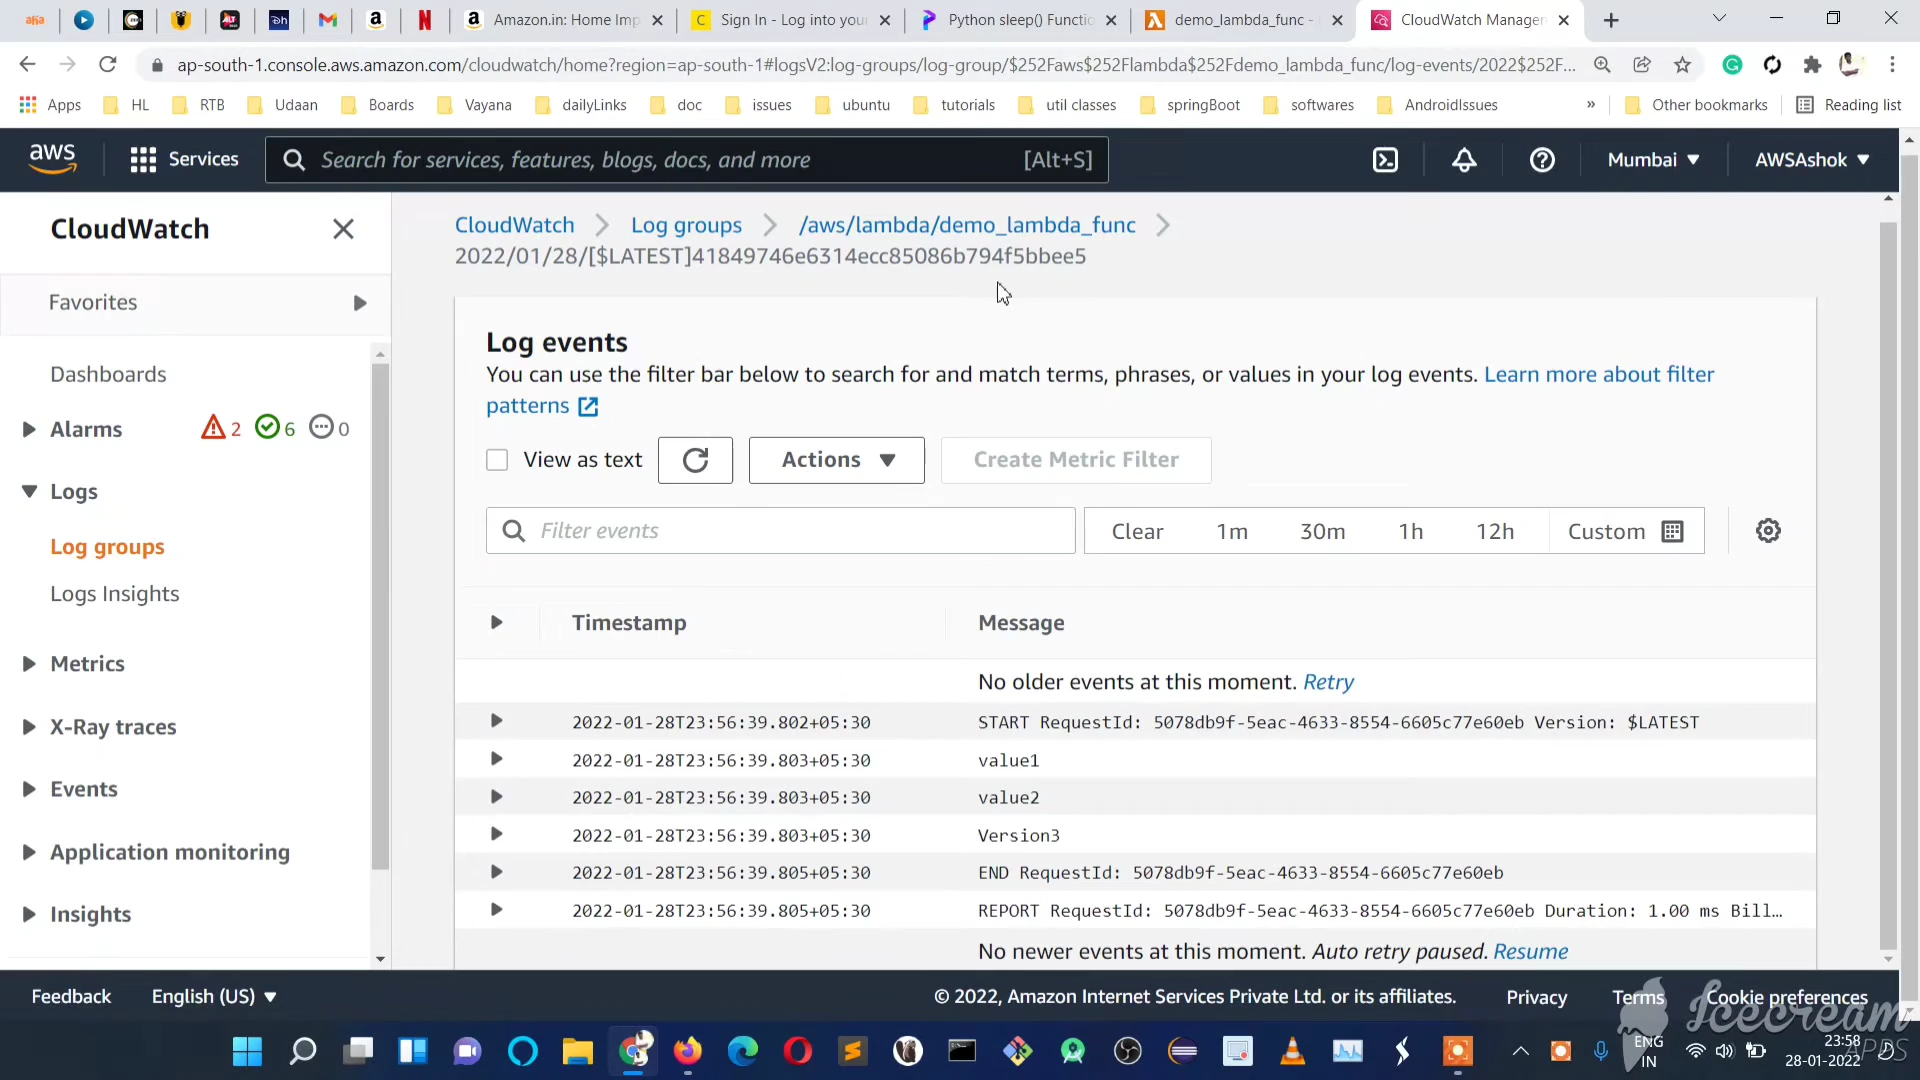 aha
ALT
Dh
a
N
a Amazon.in: Home Imp
C Sign In - Log into your
Python sleep() Functio
demo_lambda_func -
CloudWatch Manager
ap-south-1.console.aws.amazon.com/cloudwatch/home?region=ap-south-1#logsV2:log-groups/log-group/$252Faws$252Flambda$252Fdemo_lambda_func/log-events/2022$252F...
Apps HL RTB Udaan Boards Vayana dailyLinks doc issues ubuntu tutorials util classes springBoot softwares AndroidIssues » Other bookmarks Reading list
aws Services Search for services, features, blogs, docs, and more [Alt+S] Mumbai AWSAshok
CloudWatch
Favorites
Dashboards
Alarms 2 6 0
Logs
Log groups
Logs Insights
Metrics
X-Ray traces
Events
Application monitoring
Insights
CloudWatch Log groups /aws/lambda/demo_lambda_func
2022/01/28/[$LATEST]41849746e6314ecc85086b794f5bbee5
Log events
You can use the filter bar below to search for and match terms, phrases, or values in your log events. Learn more about filter
patterns
View as text Actions Create Metric Filter
Filter events Clear 1m 30m 1h 12h Custom
Timestamp Message
No older events at this moment. Retry
2022-01-28T23:56:39.802+05:30 START RequestId: 5078db9f-5eac-4633-8554-6605c77e60eb Version: $LATEST
2022-01-28T23:56:39.803+05:30 value1
2022-01-28T23:56:39.803+05:30 value2
2022-01-28T23:56:39.803+05:30 Version3
2022-01-28T23:56:39.805+05:30 END RequestId: 5078db9f-5eac-4633-8554-6605c77e60eb
2022-01-28T23:56:39.805+05:30 REPORT RequestId: 5078db9f-5eac-4633-8554-6605c77e60eb Duration: 1.00 ms Bill…
No newer events at this moment. Auto retry paused. Resume
Feedback English (US) © 2022, Amazon Internet Services Private Ltd. or its affiliates. Privacy Terms Cookie preferences
Icecream
APPS
ENG
IN
23:58
28-01-2022